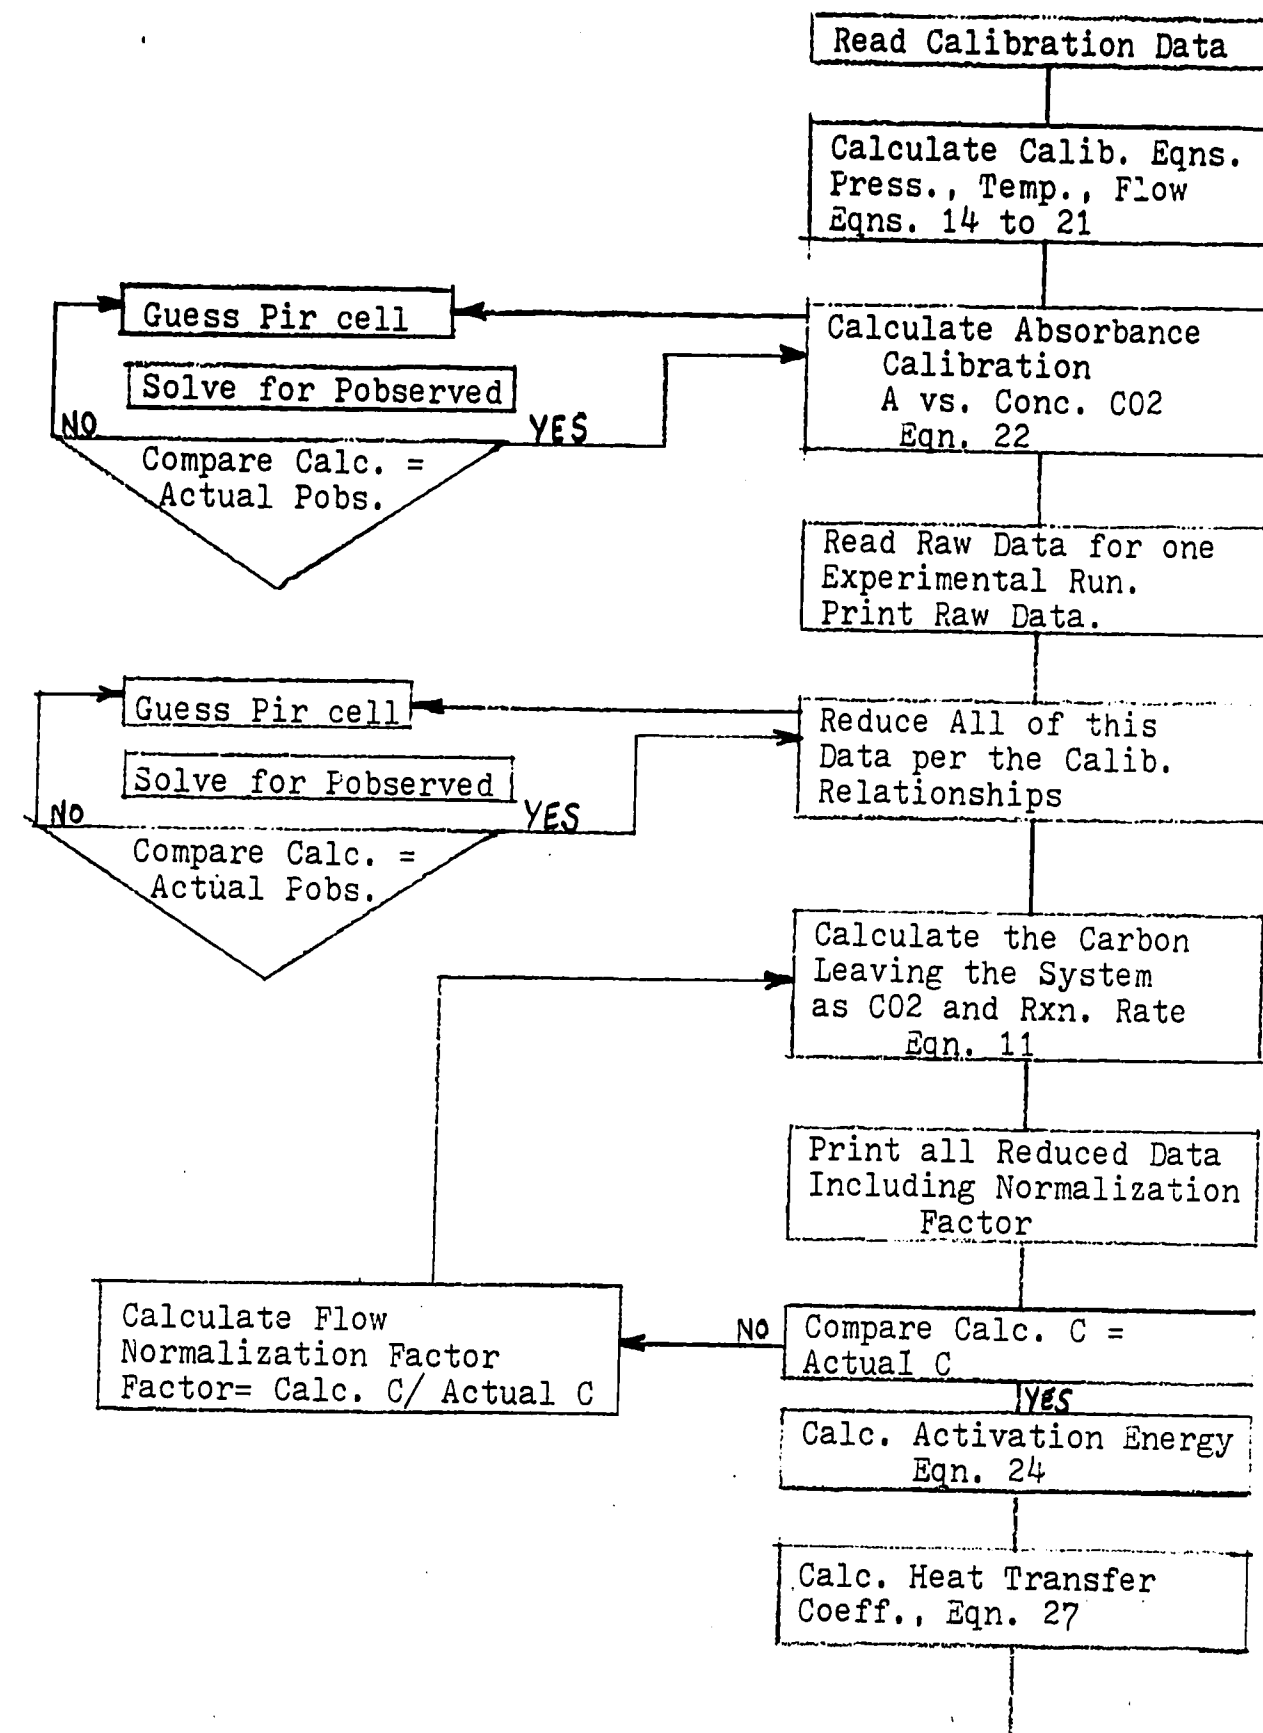 Read Calibration Data
Calculate Calib. Eqns.
Press., Temp., Flow
Eqns. 14 to 21
Guess Pir cell
Solve for Pobserved
NO
YES
Compare Calc. =
Actual Pobs.
Calculate Absorbance
Calibration
A vs. Conc. CO2
Eqn. 22
Read Raw Data for one
Experimental Run.
Print Raw Data.
Guess Pir cell
Solve for Pobserved
NO
YES
Compare Calc. =
Actual Pobs.
Reduce All of this
Data per the Calib.
Relationships
Calculate the Carbon
Leaving the System
as CO2 and Rxn. Rate
Eqn. 11
Print all Reduced Data
Including Normalization
Factor
Calculate Flow
Normalization Factor
Factor= Calc. C/ Actual C
NO
Compare Calc. C =
Actual C
YES
Calc. Activation Energy
Eqn. 24
Calc. Heat Transfer
Coeff., Eqn. 27